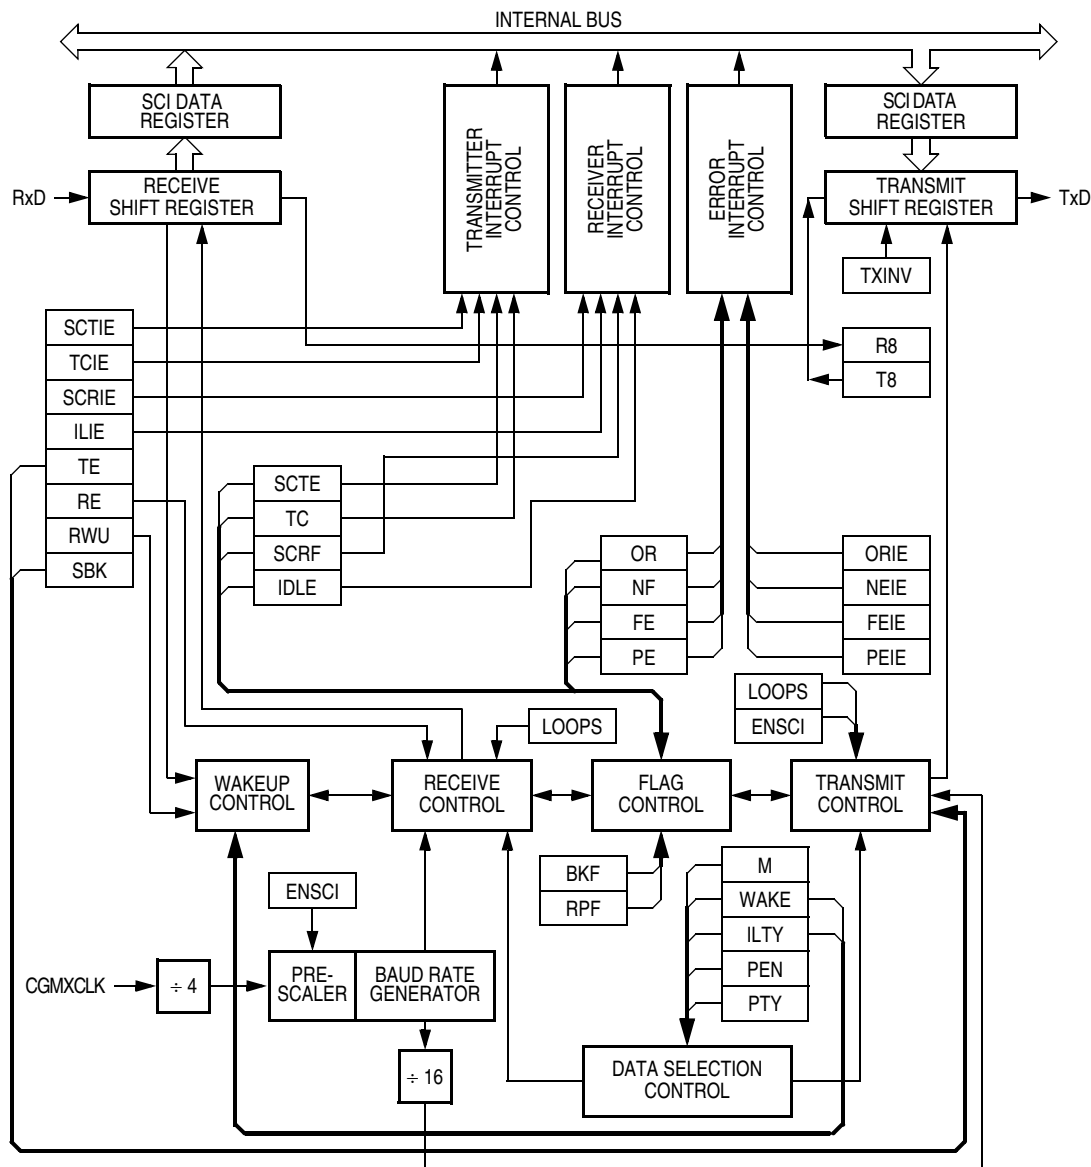 INTERNAL BUS
SCI DATA
REGISTER
SCI DATA
REGISTER
RxD
RECEIVE
SHIFT REGISTER
TRANSMITTER
INTERRUPT
CONTROL
RECEIVER
INTERRUPT
CONTROL
ERROR
INTERRUPT
CONTROL
TRANSMIT
SHIFT REGISTER
TxD
TXINV
SCTIE
TCIE
SCRIE
ILIE
TE
RE
RWU
SBK
R8
T8
SCTE
TC
SCRF
IDLE
OR
NF
FE
PE
ORIE
NEIE
FEIE
PEIE
LOOPS
LOOPS
ENSCI
WAKEUP
CONTROL
RECEIVE
CONTROL
FLAG
CONTROL
TRANSMIT
CONTROL
ENSCI
BKF
RPF
M
WAKE
ILTY
PEN
PTY
CGMXCLK
÷ 4
PRE-
SCALER
BAUD RATE
GENERATOR
÷ 16
DATA SELECTION
CONTROL